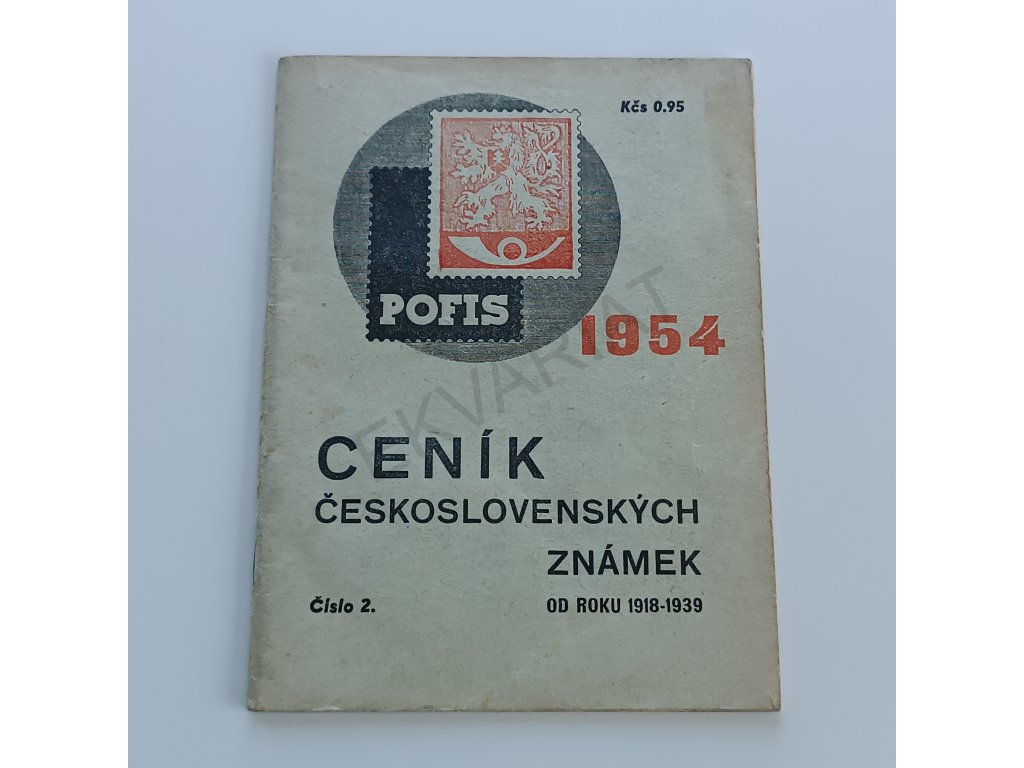 Kčs 0.95
POFIS
1954
CENÍK
ČESKOSLOVENSKÝCH
ZNÁMEK
Číslo 2.
OD ROKU 1918-1939